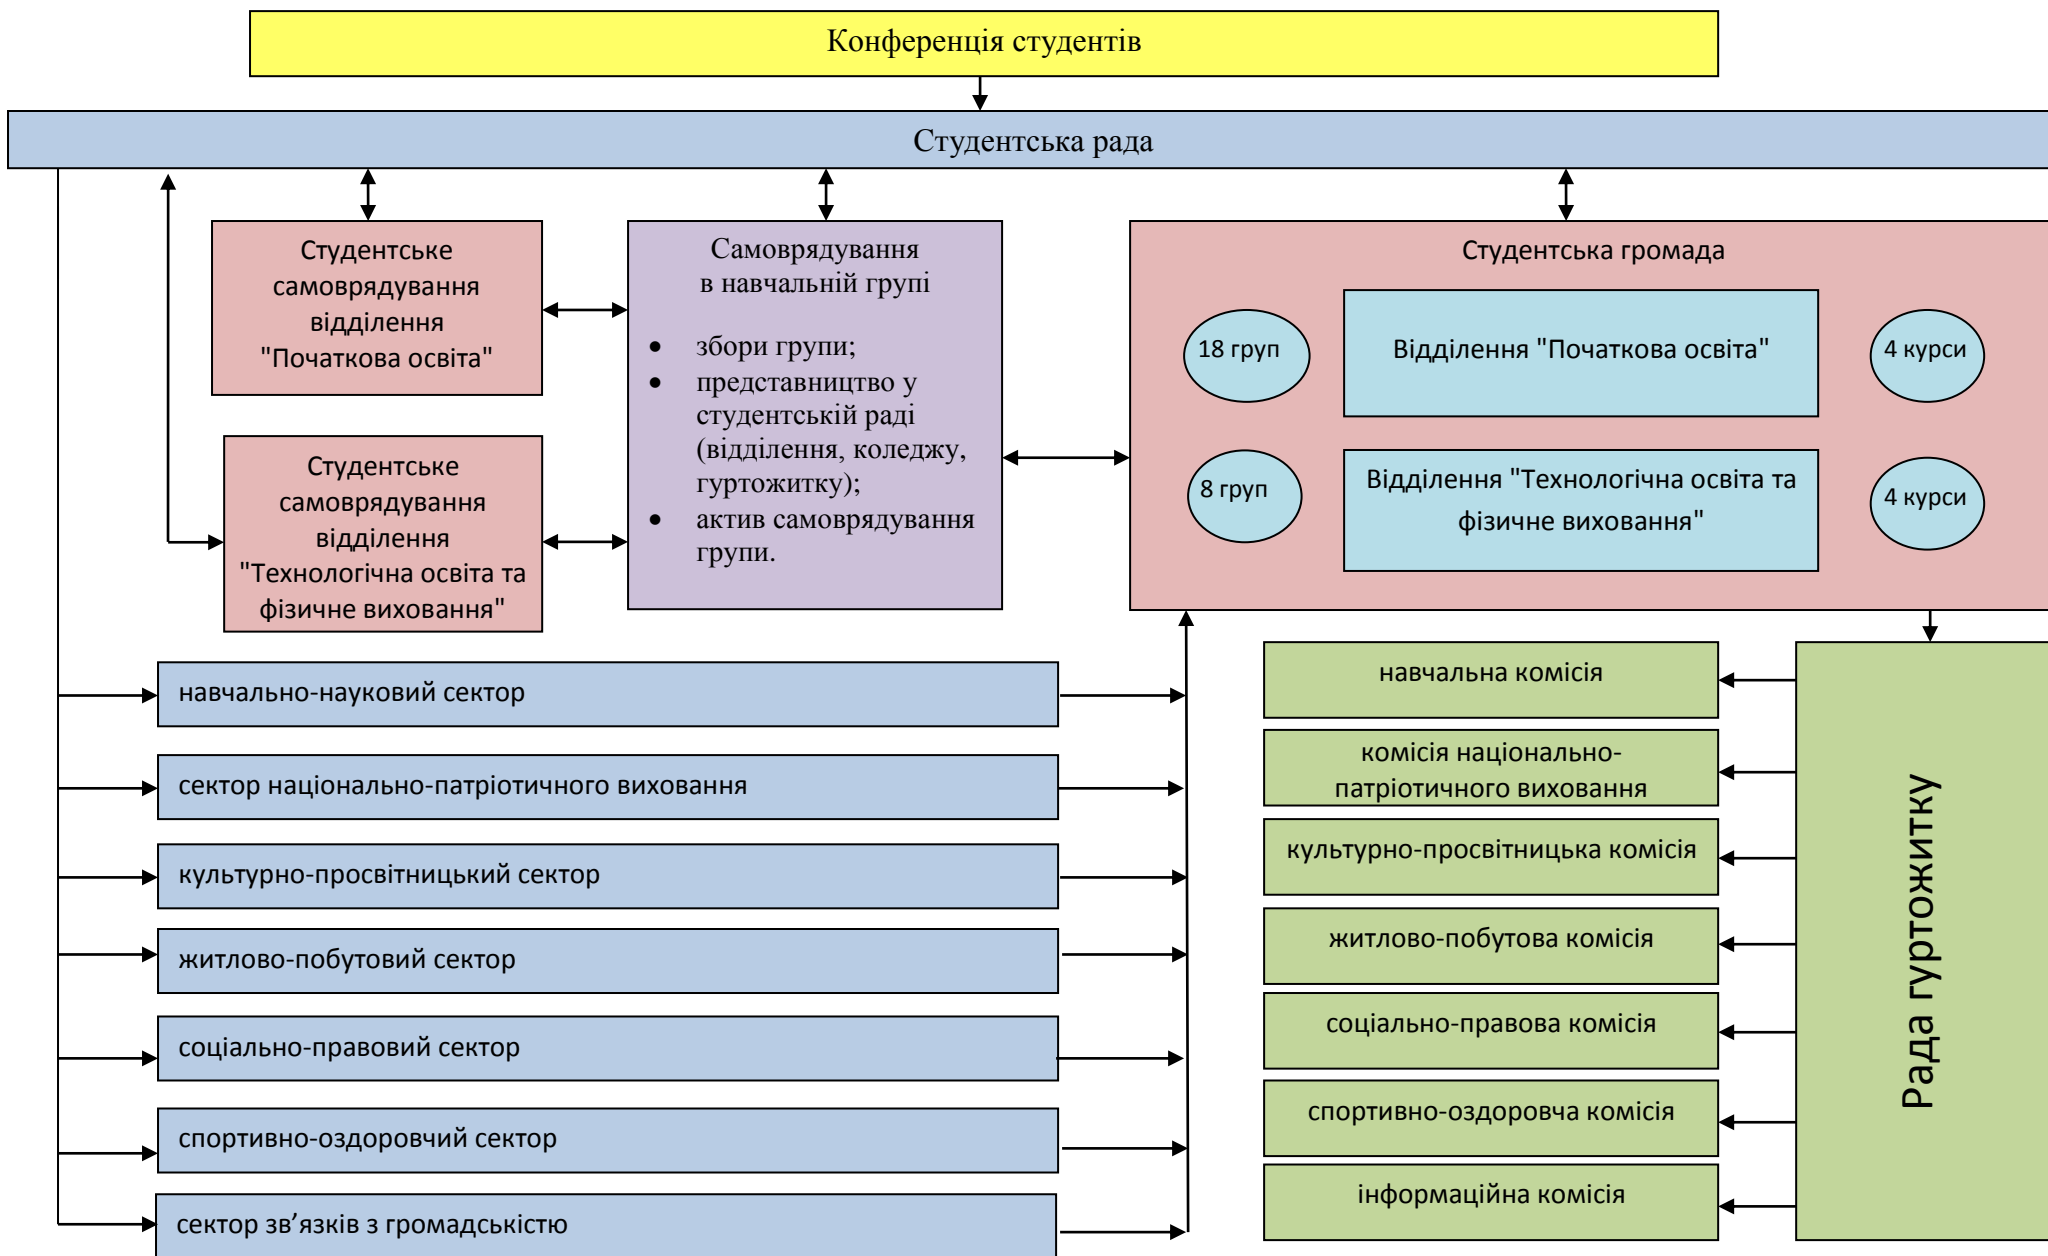 Конференція студентів
Студентська рада
Студентське
самоврядування
відділення
"Початкова освіта"
Студентське
самоврядування
відділення
"Технологічна освіта та
фізичне виховання"
Самоврядування
в навчальній групі
• збори групи;
• представництво у
студентській раді
(відділення, коледжу,
гуртожитку);
• актив самоврядування
групи.
Студентська громада
18 груп
Відділення "Початкова освіта"
4 курси
8 груп
Відділення "Технологічна освіта та
фізичне виховання"
4 курси
навчально-науковий сектор
сектор національно-патріотичного виховання
культурно-просвітницький сектор
житлово-побутовий сектор
соціально-правовий сектор
спортивно-оздоровчий сектор
сектор зв’язків з громадськістю
навчальна комісія
комісія національно-
патріотичного виховання
культурно-просвітницька комісія
житлово-побутова комісія
соціально-правова комісія
спортивно-оздоровча комісія
інформаційна комісія
Рада гуртожитку